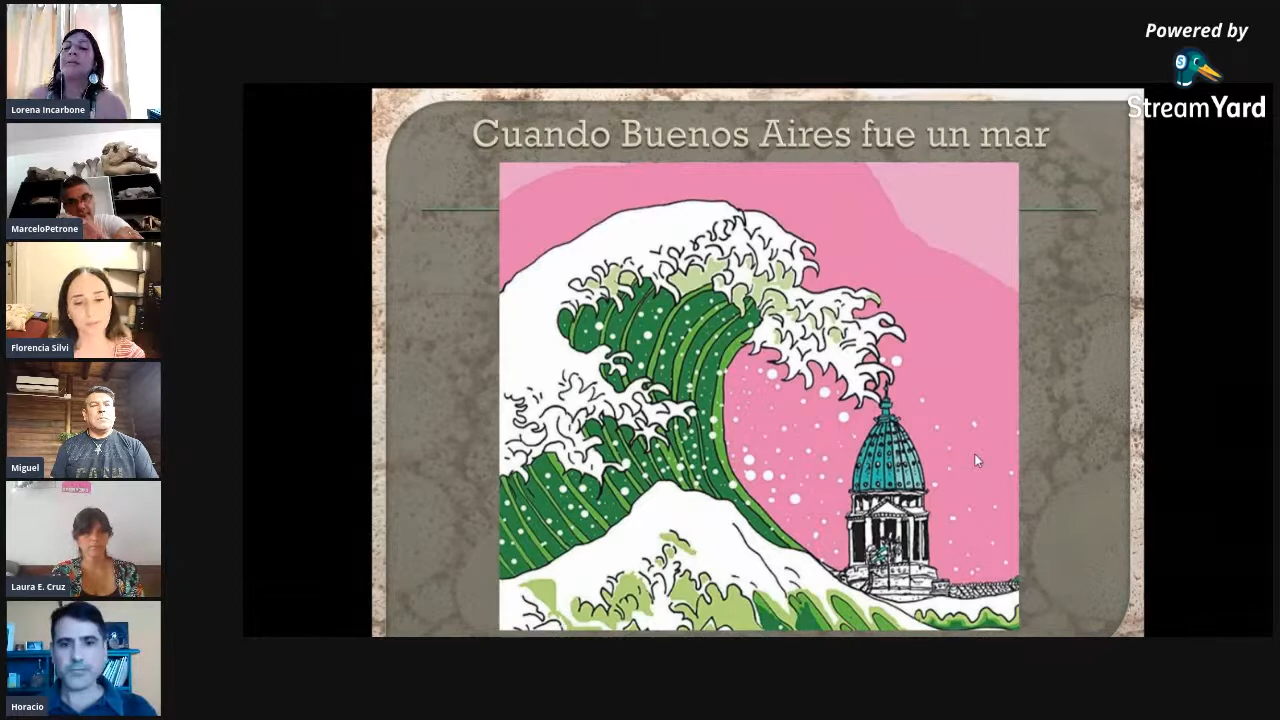 Lorena Incarbone
MarceloPetrone
Florencia Silvi
Miguel
Laura E. Cruz
Horacio
Cuando Buenos Aires fue un mar
Powered by
StreamYard